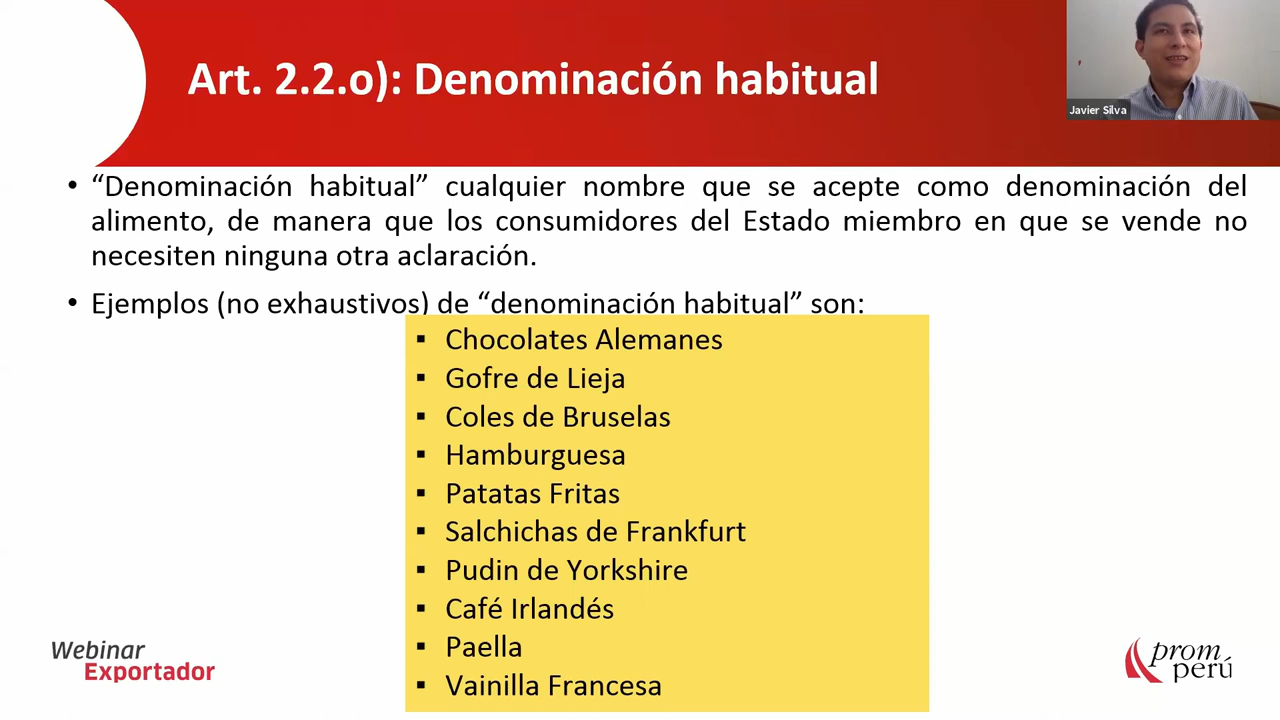 Art. 2.2.o): Denominación habitual
Javier Silva
• “Denominación habitual” cualquier nombre que se acepte como denominación del
alimento, de manera que los consumidores del Estado miembro en que se vende no
necesiten ninguna otra aclaración.
• Ejemplos (no exhaustivos) de “denominación habitual” son:
▪ Chocolates Alemanes
▪ Gofre de Lieja
▪ Coles de Bruselas
▪ Hamburguesa
▪ Patatas Fritas
▪ Salchichas de Frankfurt
▪ Pudin de Yorkshire
▪ Café Irlandés
▪ Paella
▪ Vainilla Francesa
Webinar
Exportador
prom
perú